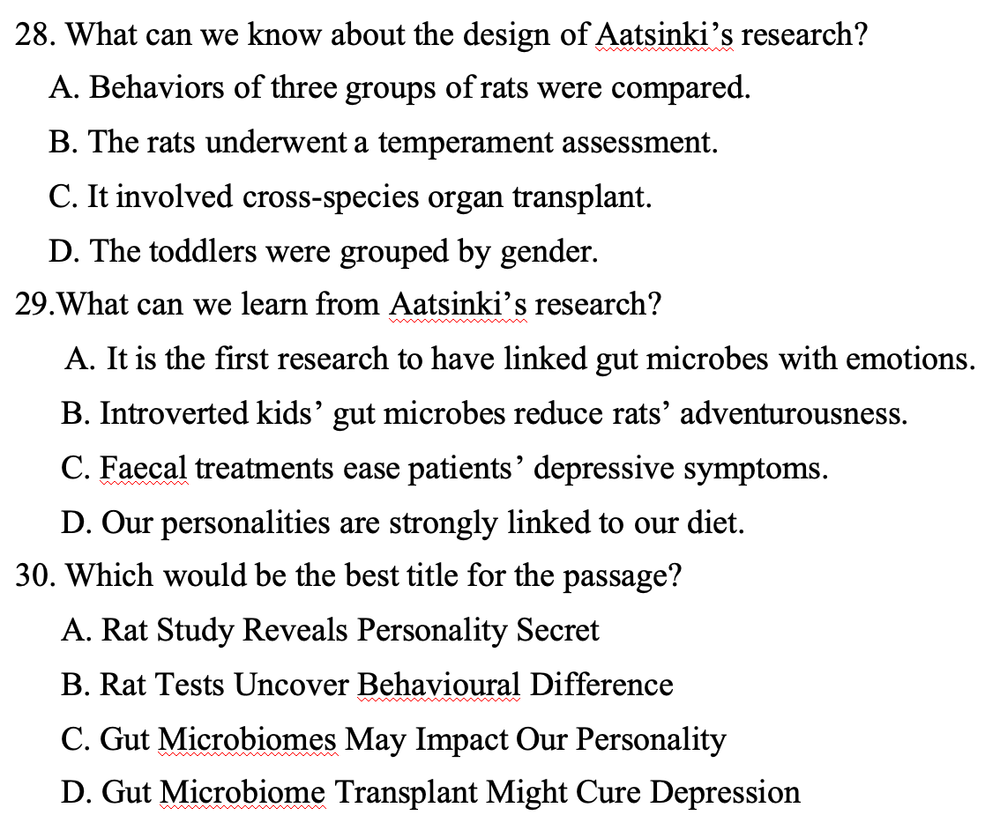 28. What can we know about the design of Aatsinki’s research?
A. Behaviors of three groups of rats were compared.
B. The rats underwent a temperament assessment.
C. It involved cross-species organ transplant.
D. The toddlers were grouped by gender.
29.What can we learn from Aatsinki’s research?
A. It is the first research to have linked gut microbes with emotions.
B. Introverted kids’ gut microbes reduce rats’ adventurousness.
C. Faecal treatments ease patients’ depressive symptoms.
D. Our personalities are strongly linked to our diet.
30. Which would be the best title for the passage?
A. Rat Study Reveals Personality Secret
B. Rat Tests Uncover Behavioural Difference
C. Gut Microbiomes May Impact Our Personality
D. Gut Microbiome Transplant Might Cure Depression